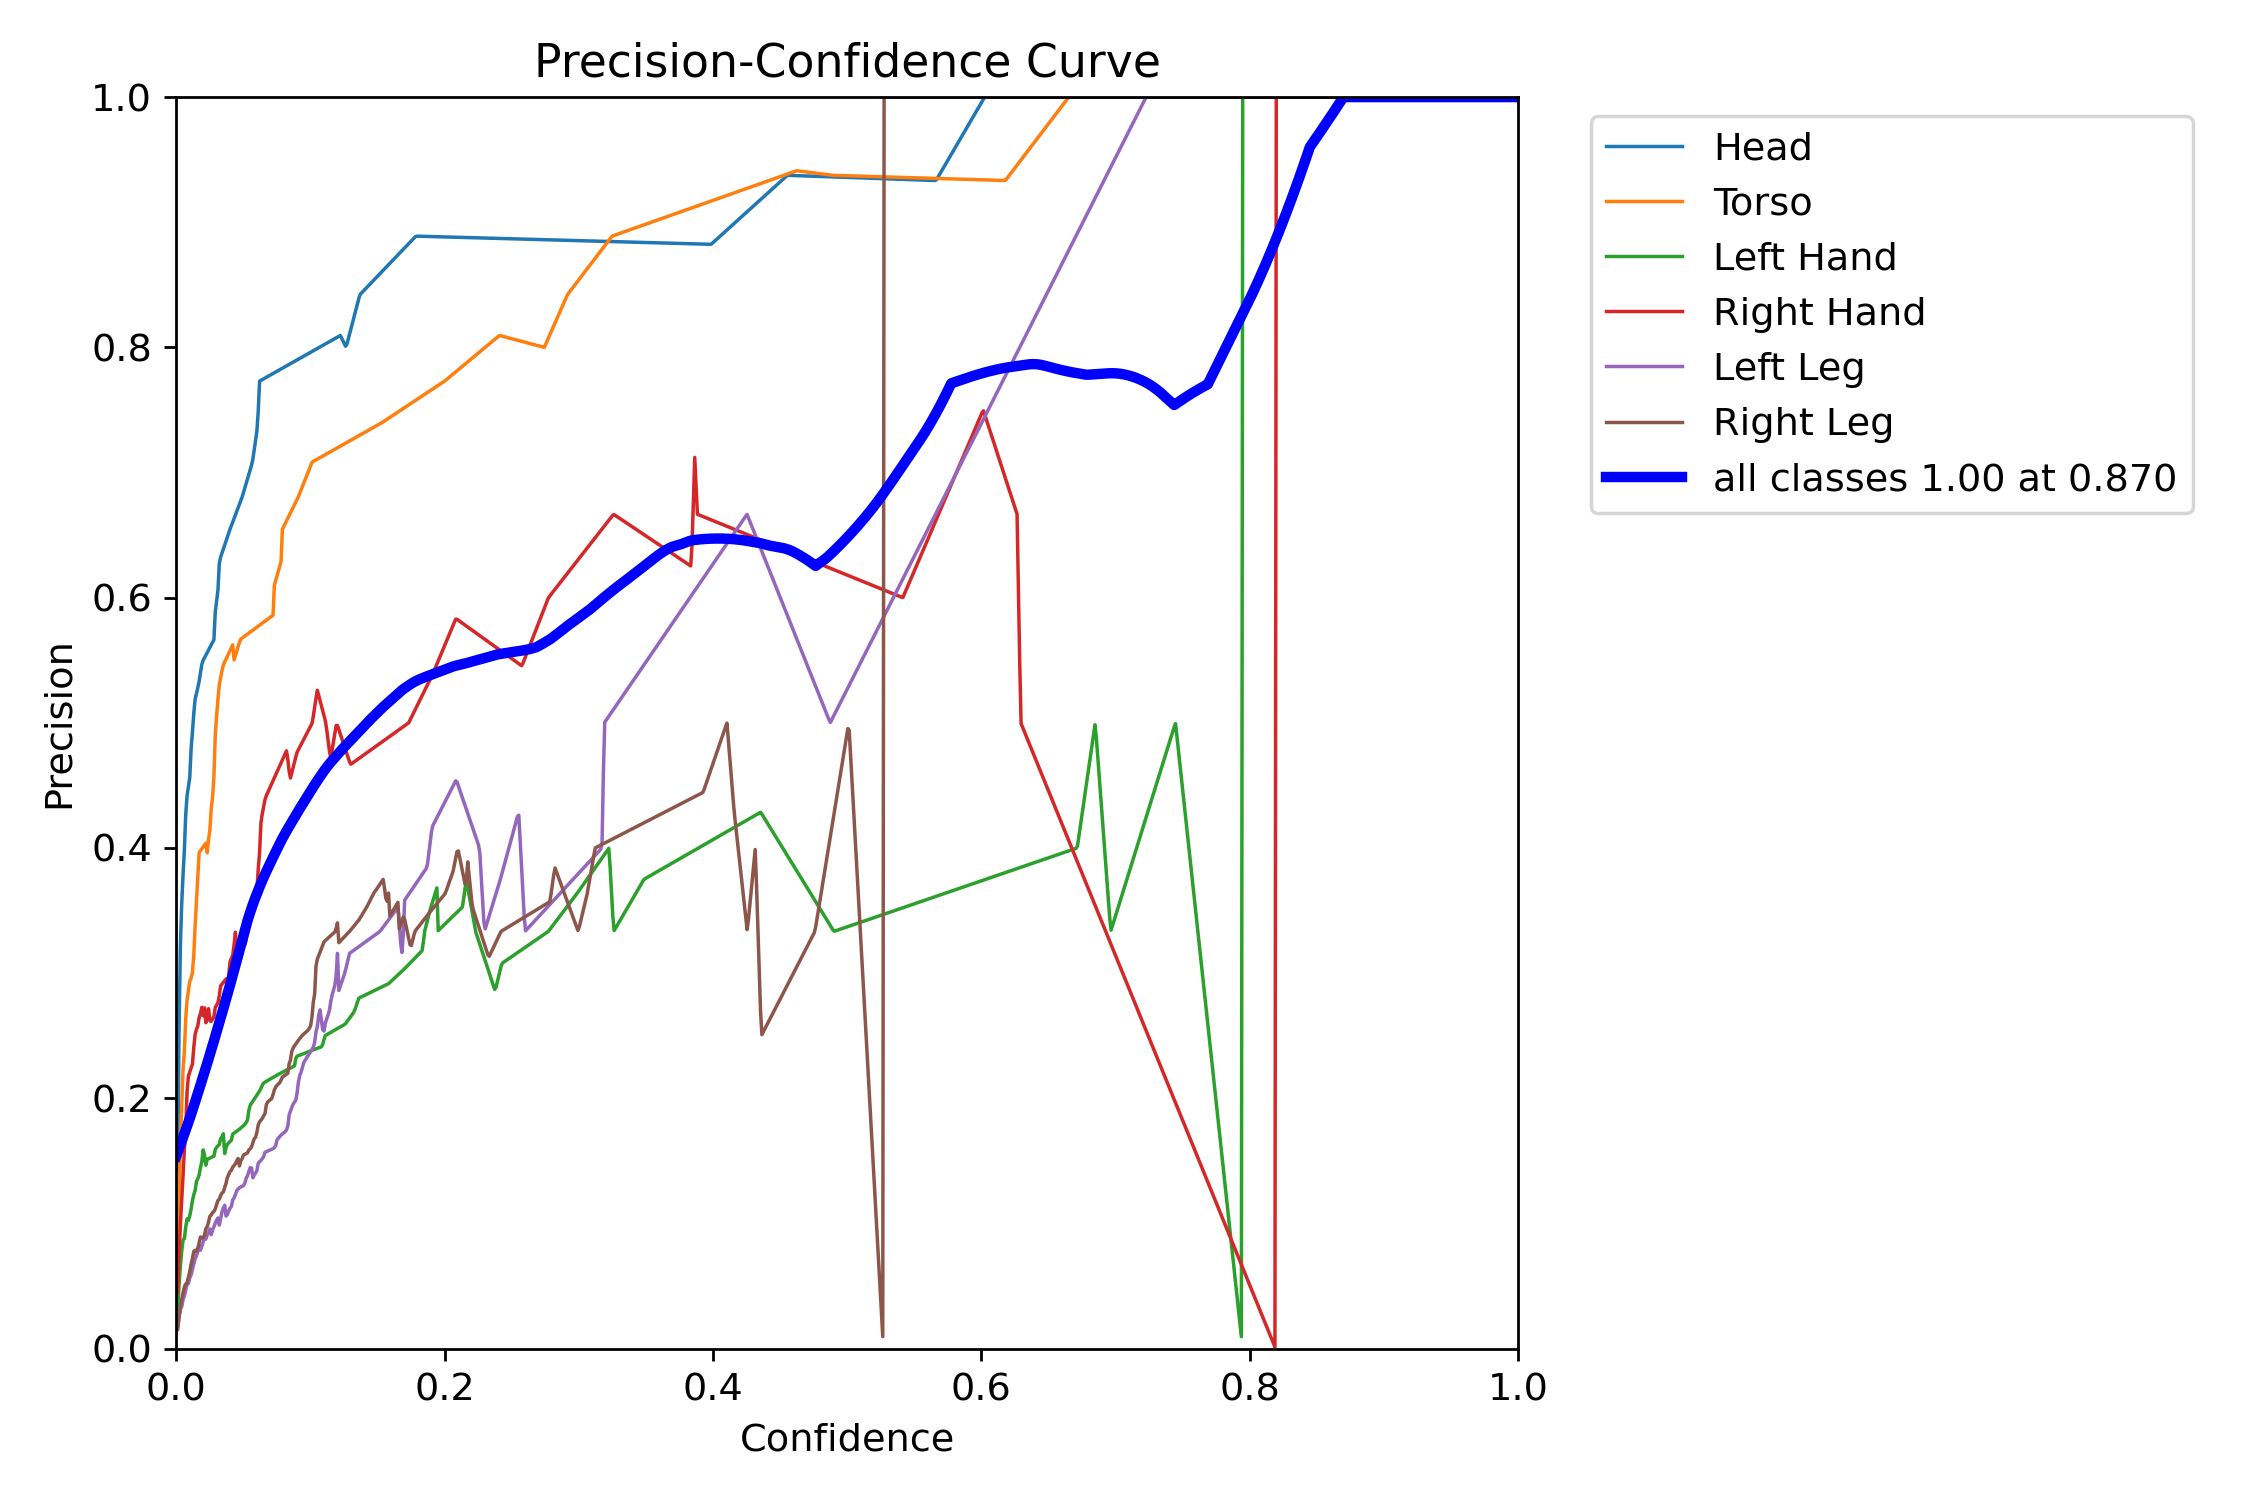 Precision-Confidence Curve
1.0
0.8
0.6
0.4
0.2
0.0
Precision
0.0 0.2 0.4 0.6 0.8 1.0
Confidence
Head
Torso
Left Hand
Right Hand
Left Leg
Right Leg
all classes 1.00 at 0.870